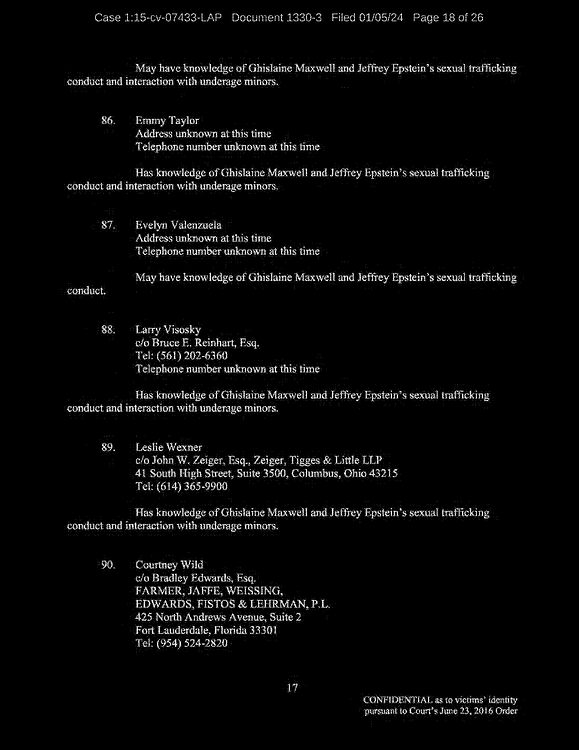 Case 1:15-cv-07433-LAP Document 1330-3 Filed 01/05/24 Page 18 of 26
May have knowledge of Ghislaine Maxwell and Jeffrey Epstein's sexual trafficking
conduct and interaction with underage minors.
86. Emmy Taylor
Address unknown at this time
Telephone number unknown at this time
Has knowledge of Ghislaine Maxwell and Jeffrey Epstein's sexual trafficking
conduct and interaction with underage minors.
87. Evelyn Valenzuela
Address unknown at this time
Telephone number unknown at this time
May have knowledge of Ghislaine Maxwell and Jeffrey Epstein's sexual trafficking
conduct.
88. Larry Visosky
c/o Bruce E. Reinhart, Esq.
Tel: (561) 202-6360
Telephone number unknown at this time
Has knowledge of Ghislaine Maxwell and Jeffrey Epstein's sexual trafficking
conduct and interaction with underage minors.
89. Leslie Wexner
c/o John W. Zeiger, Esq., Zeiger, Tigges & Little LLP
41 South High Street, Suite 3500, Columbus, Ohio 43215
Tel: (614) 365-9900
Has knowledge of Ghislaine Maxwell and Jeffrey Epstein's sexual trafficking
conduct and interaction with underage minors.
90. Courtney Wild
c/o Bradley Edwards, Esq.
FARMER, JAFFE, WEISSING,
EDWARDS, FISTOS & LEHRMAN, P.L.
425 North Andrews Avenue, Suite 2
Fort Lauderdale, Florida 33301
Tel: (954) 524-2820
17
CONFIDENTIAL as to victims' identity
pursuant to Court's June 23, 2016 Order